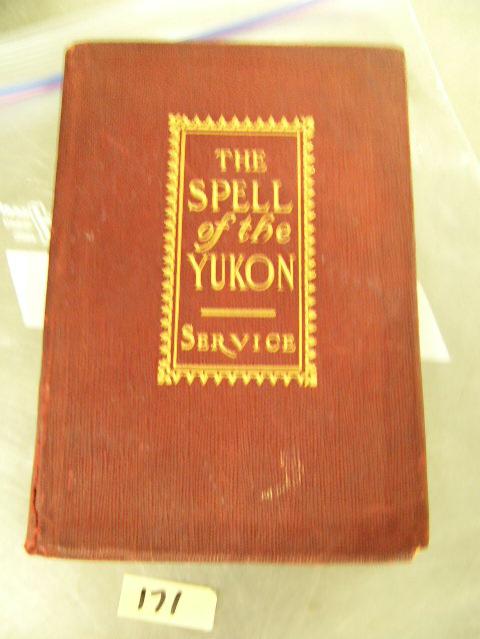 THE
SPELL
of the
YUKON
SERVICE
171